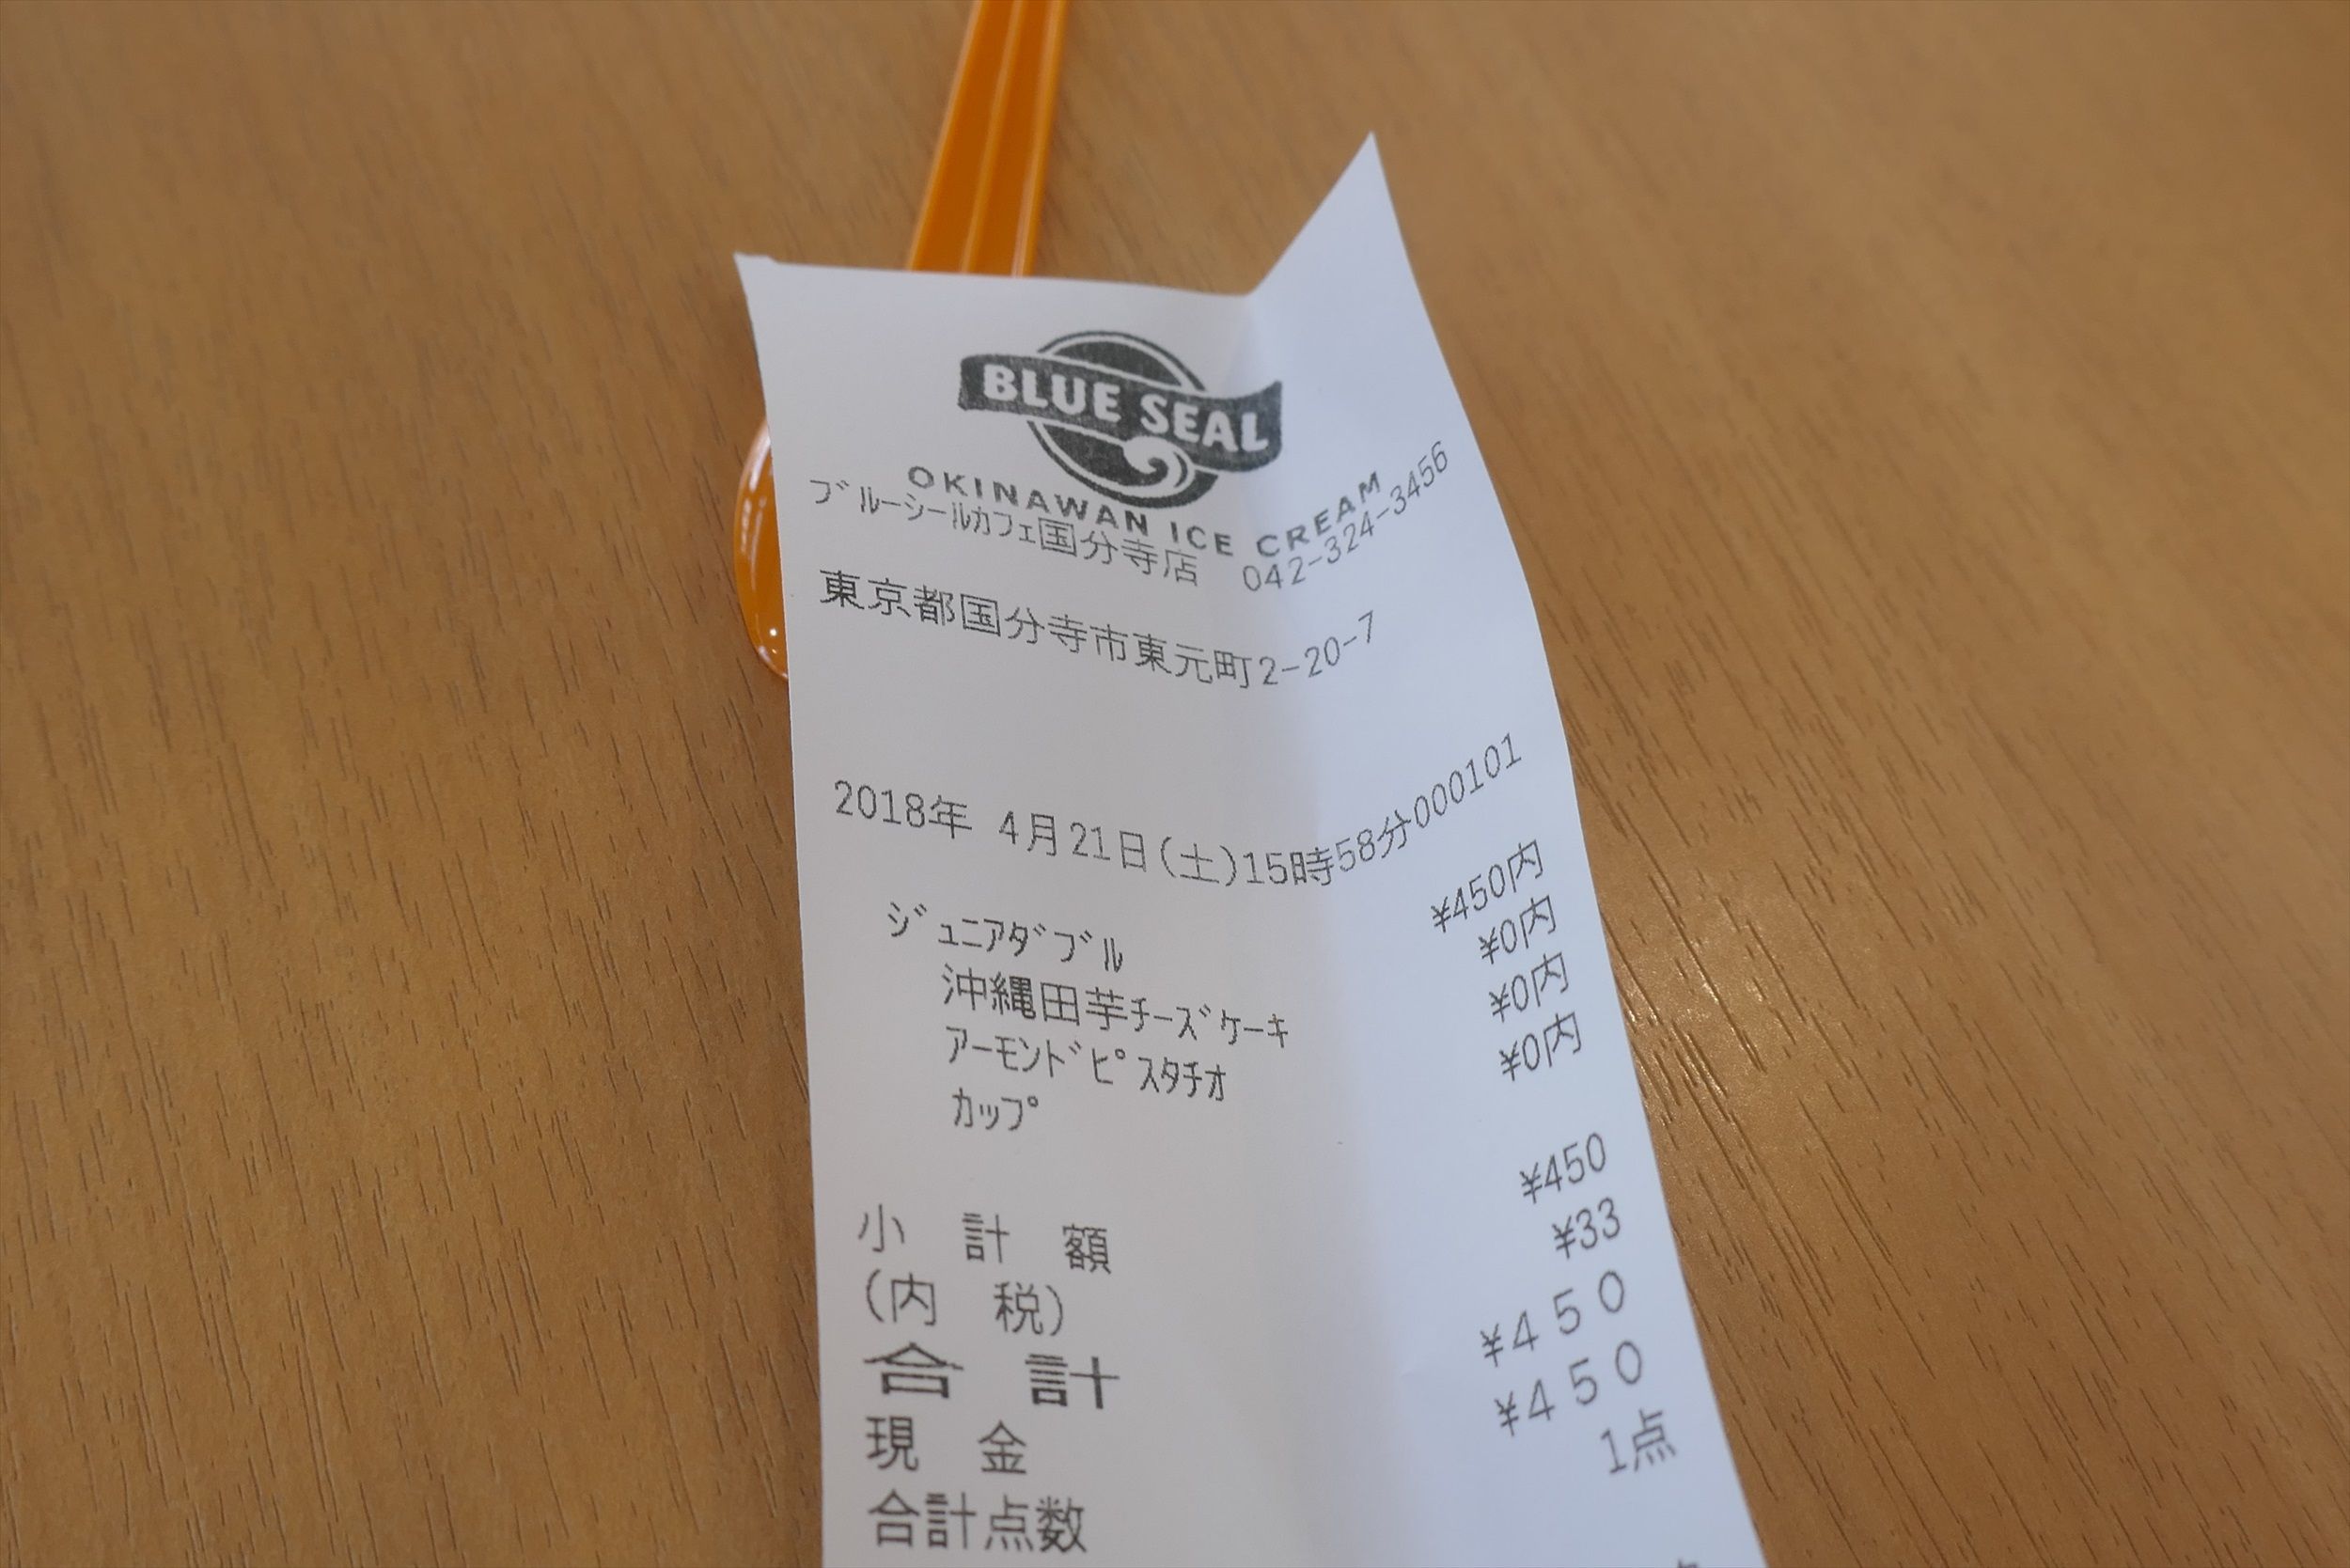 BLUE SEAL
OKINAWAN ICE CREAM
ブルーシールカフェ国分寺店 042-324-3456
東京都国分寺市東元町2-20-7
2018年 4月21日(土)15時58分000101
ジュニアダブル ¥450内
沖縄田芋チーズケーキ ¥0内
アーモンドピスタチオ ¥0内
カップ ¥0内
小 計 額 ¥450
(内 税) ¥33
合 計 ¥450
現 金 ¥450
合計点数 1点